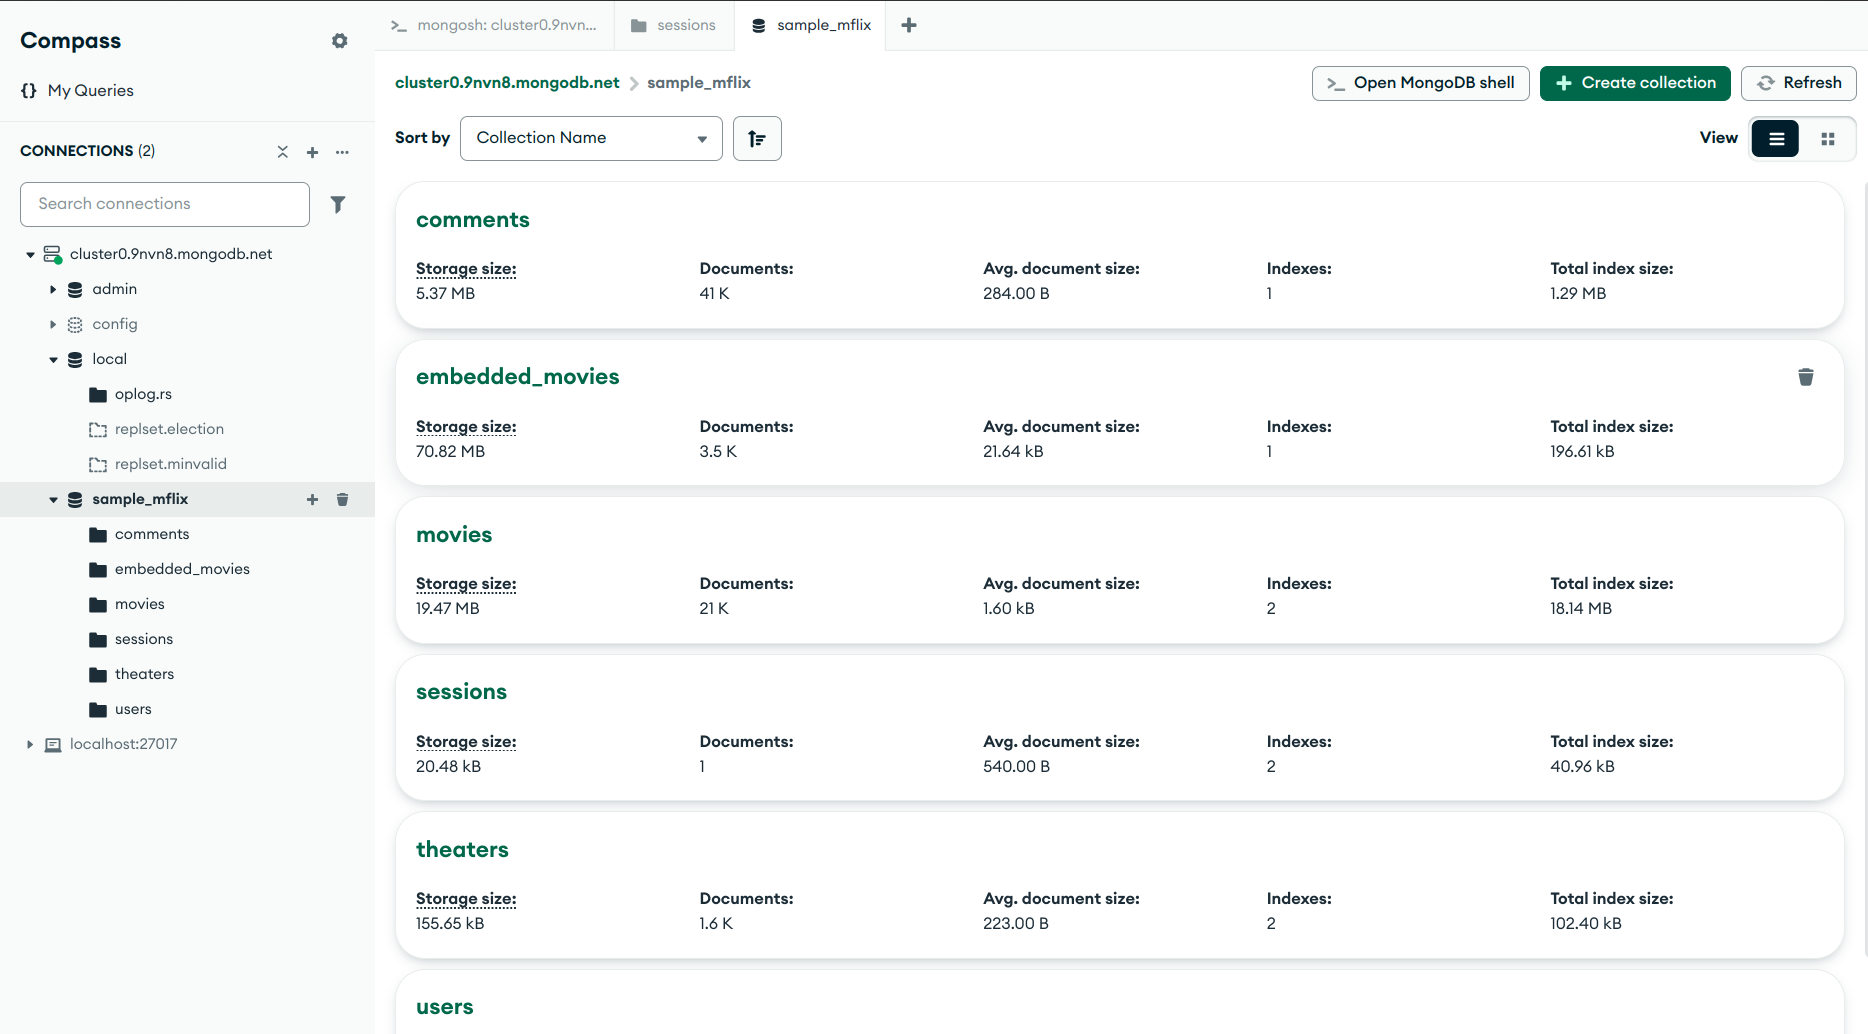 Compass
My Queries
CONNECTIONS (2)
Search connections
cluster0.9nvn8.mongodb.net
admin
config
local
oplog.rs
replset.election
replset.minvalid
sample_mflix
comments
embedded_movies
movies
sessions
theaters
users
localhost:27017
mongosh: cluster0.9nvn...
sessions
sample_mflix
cluster0.9nvn8.mongodb.net > sample_mflix
Open MongoDB shell
Create collection
Refresh
Sort by
Collection Name
View
comments
Storage size: Documents: Avg. document size: Indexes: Total index size:
5.37 MB 41 K 284.00 B 1 1.29 MB
embedded_movies
Storage size: Documents: Avg. document size: Indexes: Total index size:
70.82 MB 3.5 K 21.64 kB 1 196.61 kB
movies
Storage size: Documents: Avg. document size: Indexes: Total index size:
19.47 MB 21 K 1.60 kB 2 18.14 MB
sessions
Storage size: Documents: Avg. document size: Indexes: Total index size:
20.48 kB 1 540.00 B 2 40.96 kB
theaters
Storage size: Documents: Avg. document size: Indexes: Total index size:
155.65 kB 1.6 K 223.00 B 2 102.40 kB
users